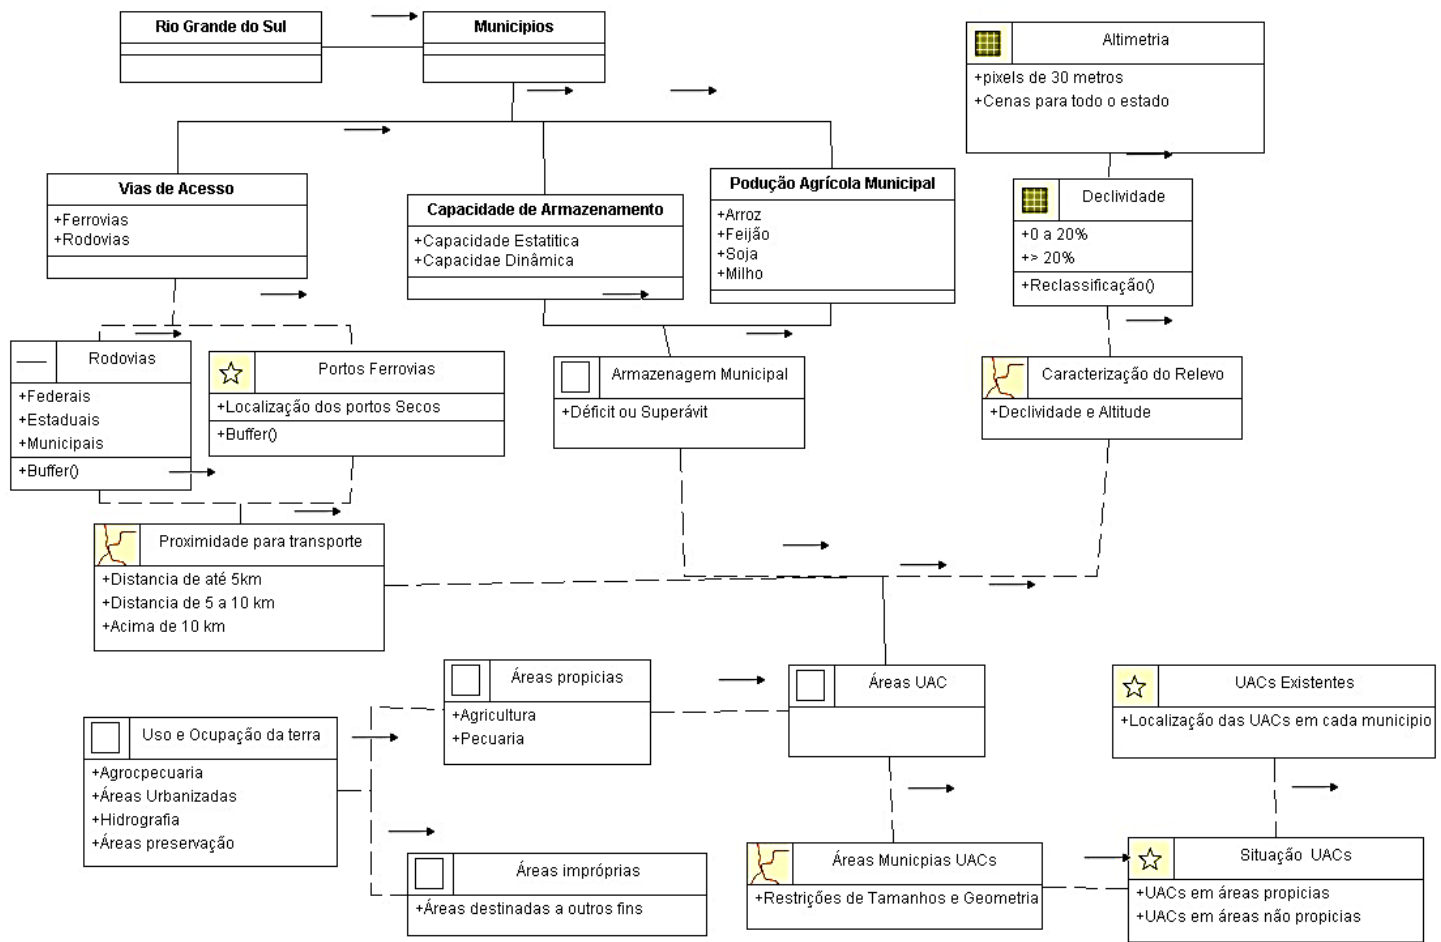 Rio Grande do Sul
Municipios
Altimetria
+pixels de 30 metros
+Cenas para todo o estado
Vias de Acesso
+Ferrovias
+Rodovias
Capacidade de Armazenamento
+Capacidade Estatitica
+Capacidae Dinâmica
Podução Agrícola Municipal
+Arroz
+Feijão
+Soja
+Milho
Declividade
+0 a 20%
+> 20%
+Reclassificação()
Rodovias
+Federais
+Estaduais
+Municipais
+Buffer()
Portos Ferrovias
+Localização dos portos Secos
+Buffer()
Armazenagem Municipal
+Déficit ou Superávit
Caracterização do Relevo
+Declividade e Altitude
Proximidade para transporte
+Distancia de até 5km
+Distancia de 5 a 10 km
+Acima de 10 km
Áreas propicias
+Agricultura
+Pecuaria
Áreas UAC
UACs Existentes
+Localização das UACs em cada municipio
Uso e Ocupação da terra
+Agrocpecuaria
+Áreas Urbanizadas
+Hidrografia
+Áreas preservação
Áreas impróprias
+Áreas destinadas a outros fins
Áreas Municpias UACs
+Restrições de Tamanhos e Geometria
Situação UACs
+UACs em áreas propicias
+UACs em áreas não propicias